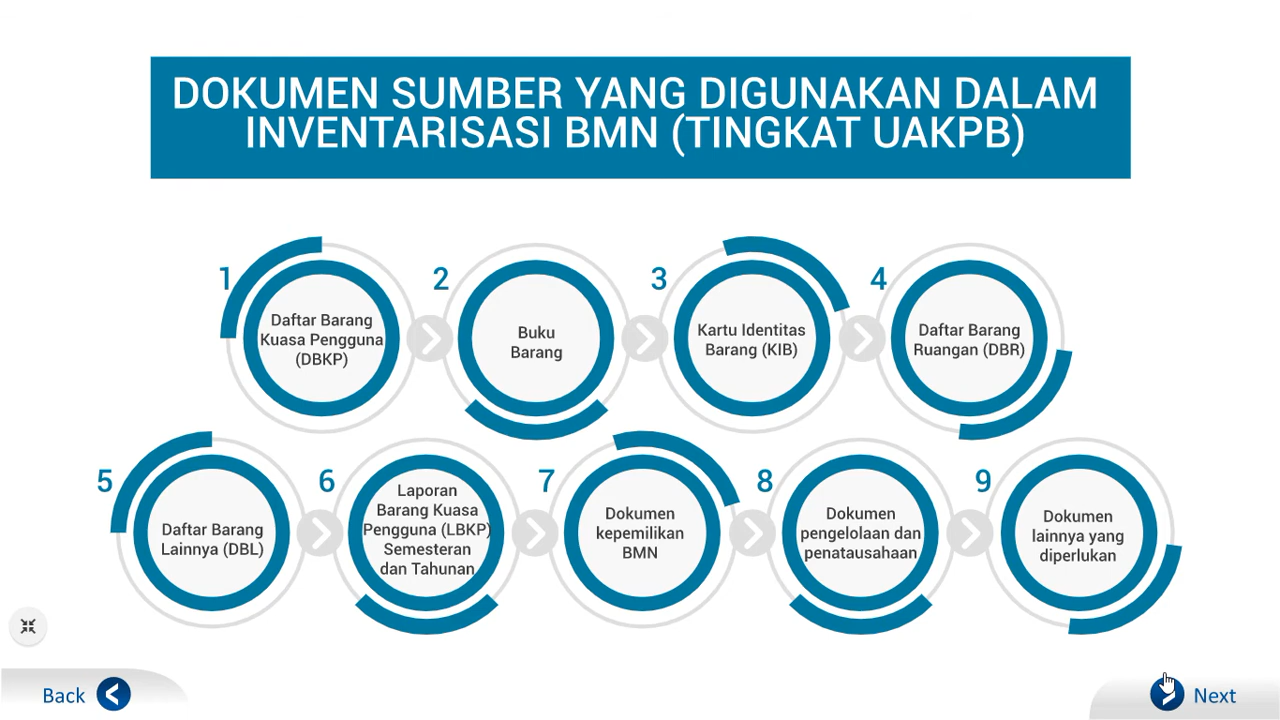 DOKUMEN SUMBER YANG DIGUNAKAN DALAM
INVENTARISASI BMN (TINGKAT UAKPB)
1
Daftar Barang
Kuasa Pengguna
(DBKP)
2
Buku
Barang
3
Kartu Identitas
Barang (KIB)
4
Daftar Barang
Ruangan (DBR)
5
Daftar Barang
Lainnya (DBL)
6
Laporan
Barang Kuasa
Pengguna (LBKP)
Semesteran
dan Tahunan
7
Dokumen
kepemilikan
BMN
8
Dokumen
pengelolaan dan
penatausahaan
9
Dokumen
lainnya yang
diperlukan
Back
Next